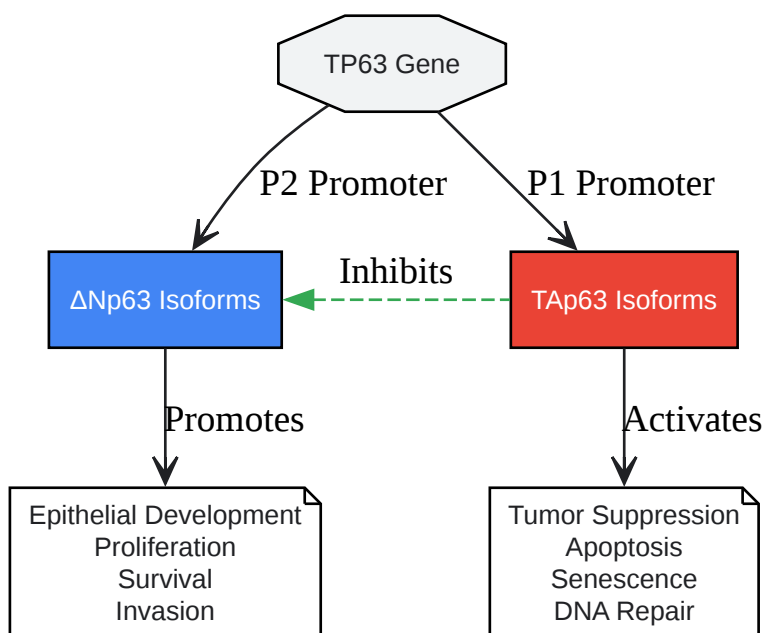 TP63 Gene
P2 Promoter
P1 Promoter
Inhibits
ΔNp63 Isoforms
TAp63 Isoforms
Promotes
Activates
Epithelial Development
Proliferation
Survival
Invasion
Tumor Suppression
Apoptosis
Senescence
DNA Repair